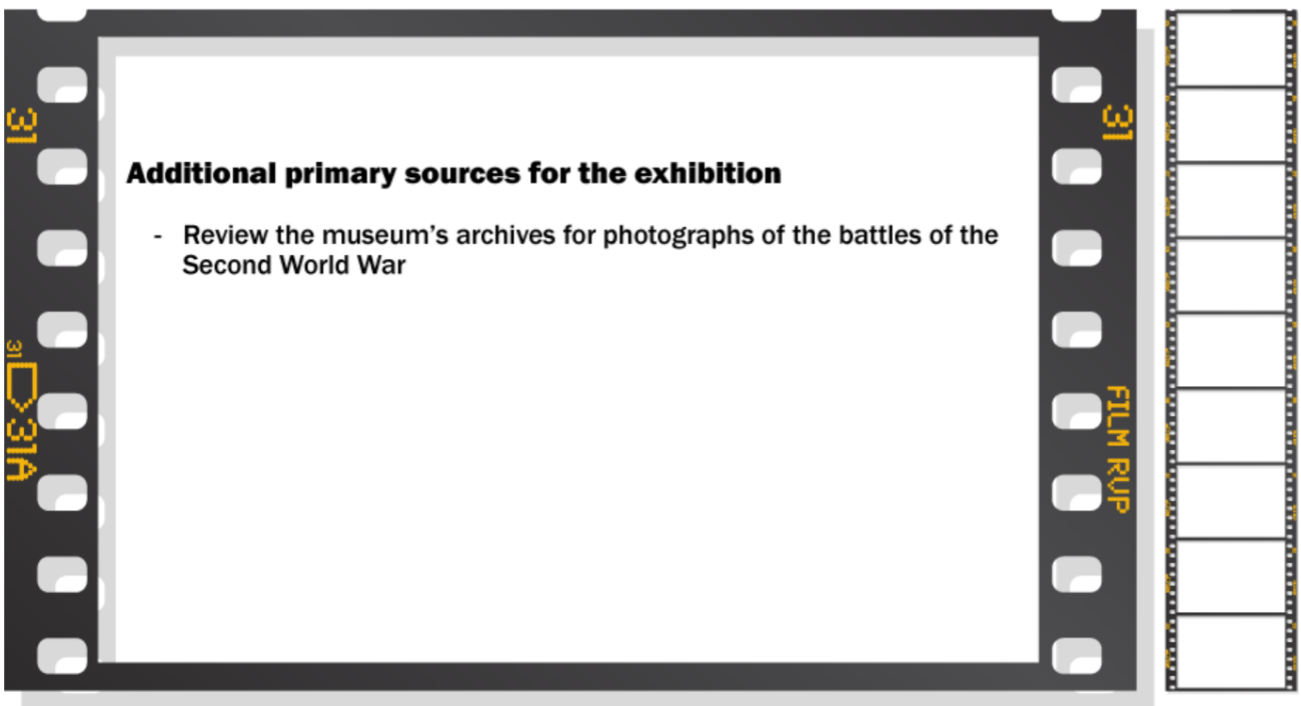 Additional primary sources for the exhibition
- Review the museum’s archives for photographs of the battles of the
Second World War
31
31
31A
31
FILM RVP